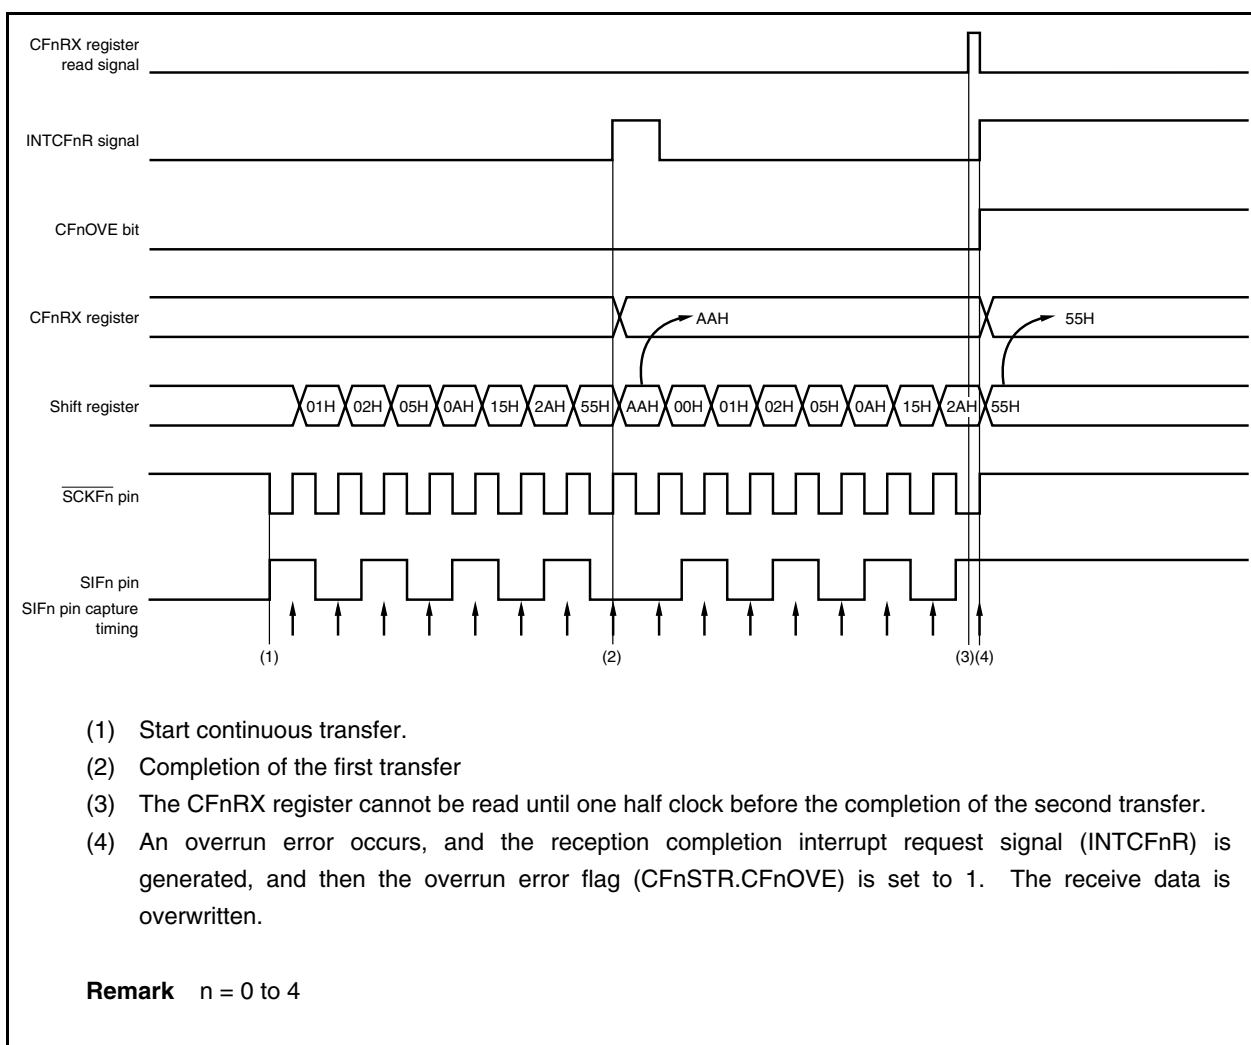 CFnRX register
read signal
INTCFnR signal
CFnOVE bit
CFnRX register
AAH
55H
Shift register
01H 02H 05H 0AH 15H 2AH 55H AAH 00H 01H 02H 05H 0AH 15H 2AH 55H
SCKFn pin
SIFn pin
SIFn pin capture
timing
(1) (2) (3) (4)
(1) Start continuous transfer.
(2) Completion of the first transfer
(3) The CFnRX register cannot be read until one half clock before the completion of the second transfer.
(4) An overrun error occurs, and the reception completion interrupt request signal (INTCFnR) is
generated, and then the overrun error flag (CFnSTR.CFnOVE) is set to 1. The receive data is
overwritten.
Remark n = 0 to 4